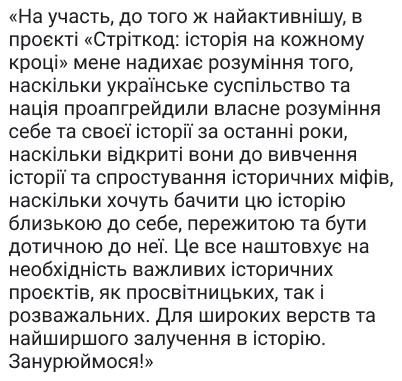 «На участь, до того ж найактивнішу, в
проєкті «Стріткод: історія на кожному
кроці» мене надихає розуміння того,
наскільки українське суспільство та
нація проапгрейдили власне розуміння
себе та своєї історії за останні роки,
наскільки відкриті вони до вивчення
історії та спростування історичних міфів,
наскільки хочуть бачити цю історію
близькою до себе, пережитою та бути
дотичною до неї. Це все наштовхує на
необхідність важливих історичних
проєктів, як просвітницьких, так і
розважальних. Для широких верств та
найширшого залучення в історію.
Занурюймося!»